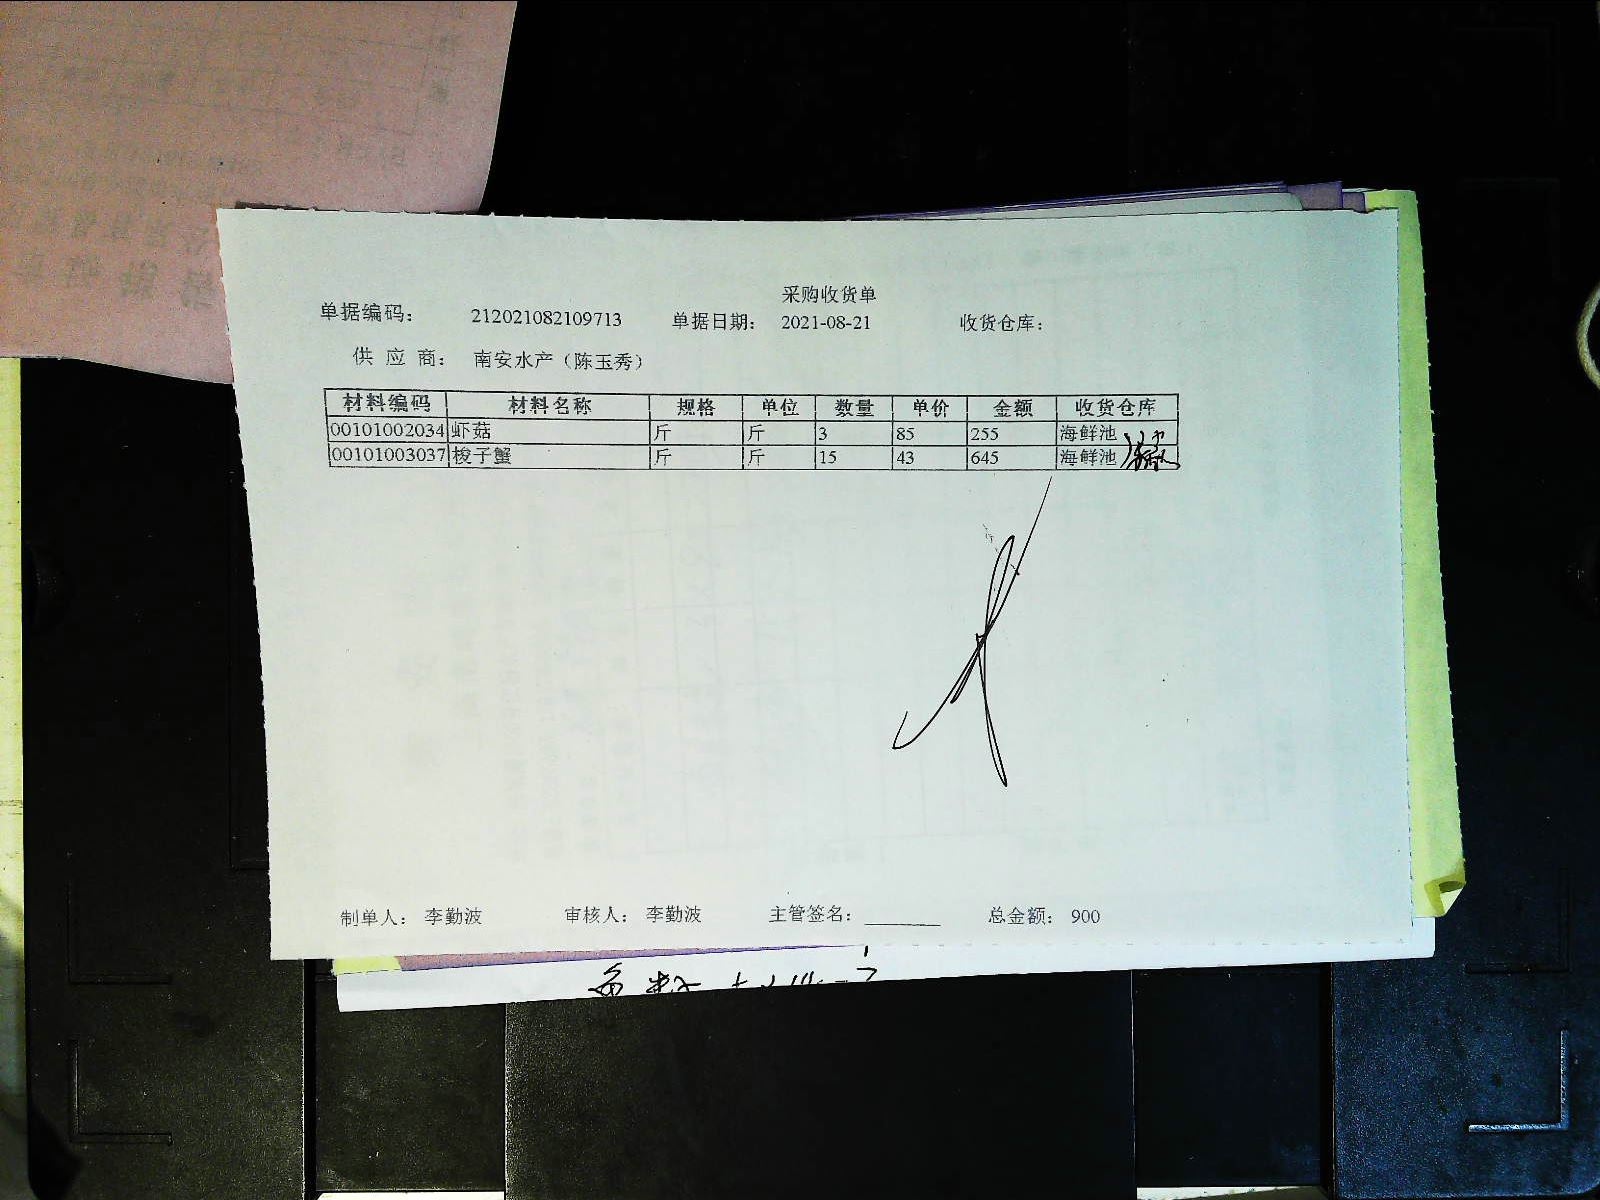 采购收货单
单据编码： 212021082109713 单据日期： 2021-08-21 收货仓库：
供 应 商： 南安水产（陈玉秀）
材料编码 材料名称 规格 单位 数量 单价 金额 收货仓库
00101002034 虾菇 斤 斤 3 85 255 海鲜池
00101003037 梭子蟹 斤 斤 15 43 645 海鲜池
制单人： 李勤波 审核人： 李勤波 主管签名： 总金额： 900